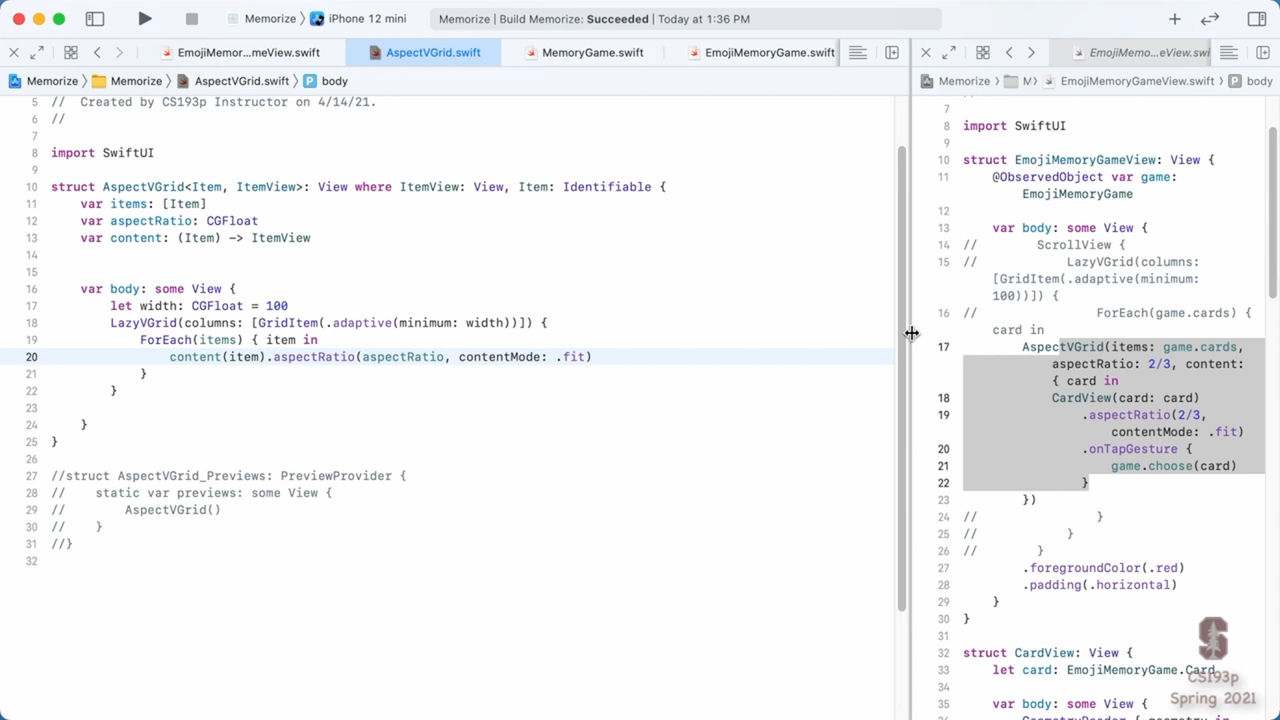 Memorize 〉 iPhone 12 mini
Memorize | Build Memorize: Succeeded | Today at 1:36 PM
EmojiMemor...meView.swift
AspectVGrid.swift
MemoryGame.swift
EmojiMemoryGame.swift
Memorize 〉 Memorize 〉 AspectVGrid.swift 〉 P body
5 //  Created by CS193p Instructor on 4/14/21.
6 //
7
8 import SwiftUI
9
10 struct AspectVGrid<Item, ItemView>: View where ItemView: View, Item: Identifiable {
11     var items: [Item]
12     var aspectRatio: CGFloat
13     var content: (Item) -> ItemView
14
15
16     var body: some View {
17         let width: CGFloat = 100
18         LazyVGrid(columns: [GridItem(.adaptive(minimum: width))]) {
19             ForEach(items) { item in
20                 content(item).aspectRatio(aspectRatio, contentMode: .fit)
21             }
22         }
23
24     }
25 }
26
27 //struct AspectVGrid_Previews: PreviewProvider {
28 //    static var previews: some View {
29 //        AspectVGrid()
30 //    }
31 //}
32
EmojiMemo...eView.swi
Memorize 〉 M 〉 EmojiMemoryGameView.swift 〉 P body
7
8 import SwiftUI
9
10 struct EmojiMemoryGameView: View {
11     @ObservedObject var game:
EmojiMemoryGame
12
13     var body: some View {
14 //        ScrollView {
15 //            LazyVGrid(columns:
[GridItem(.adaptive(minimum:
100))]) {
16 //                ForEach(game.cards) {
card in
17         AspectVGrid(items: game.cards,
aspectRatio: 2/3, content:
{ card in
18             CardView(card: card)
19                 .aspectRatio(2/3,
contentMode: .fit)
20                 .onTapGesture {
21                     game.choose(card)
22                 }
23         })
24 //                }
25 //            }
26 //        }
27         .foregroundColor(.red)
28         .padding(.horizontal)
29     }
30 }
31
32 struct CardView: View {
33     let card: EmojiMemoryGame.Card
34
35     var body: some View {
GeometryReader { geometry in
S
CS193p
Spring 2021